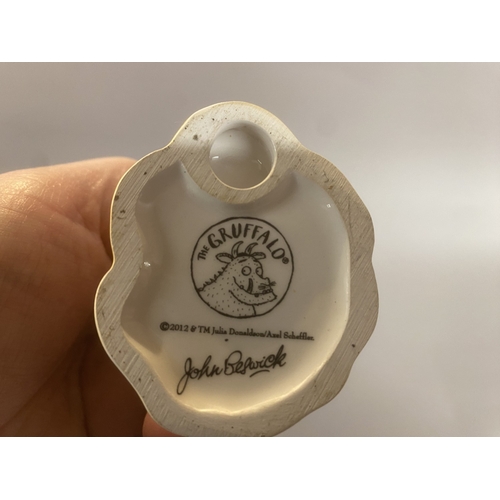 THE GRUFFALO®
©2012 & TM Julia Donaldson/Axel Scheffler.
John Beswick